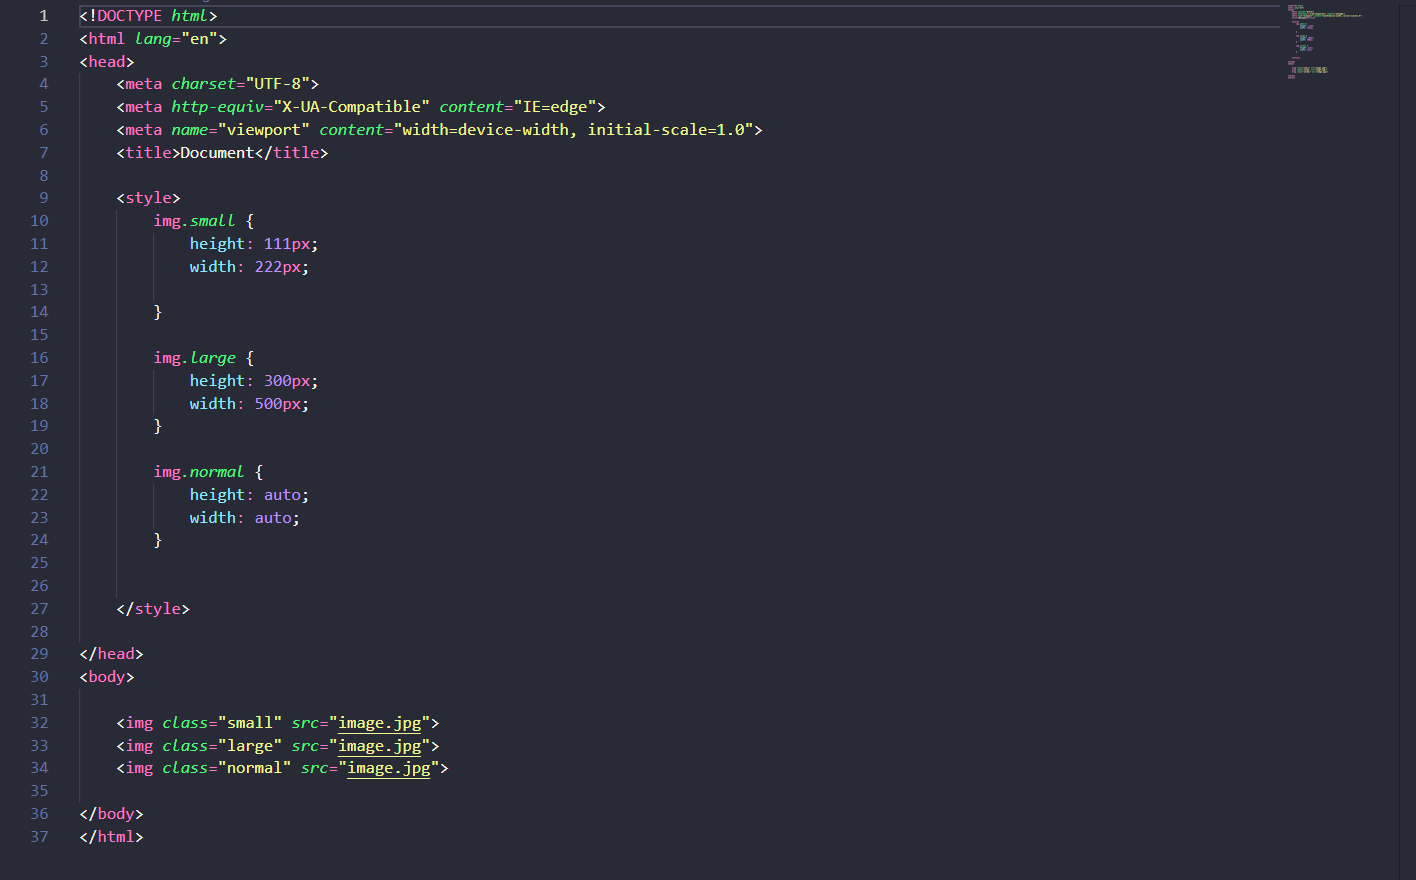 1 <!DOCTYPE html>
2 <html lang="en">
3 <head>
4     <meta charset="UTF-8">
5     <meta http-equiv="X-UA-Compatible" content="IE=edge">
6     <meta name="viewport" content="width=device-width, initial-scale=1.0">
7     <title>Document</title>
8
9     <style>
10         img.small {
11             height: 111px;
12             width: 222px;
13
14         }
15
16         img.large {
17             height: 300px;
18             width: 500px;
19         }
20
21         img.normal {
22             height: auto;
23             width: auto;
24         }
25
26
27     </style>
28
29 </head>
30 <body>
31
32     <img class="small" src="image.jpg">
33     <img class="large" src="image.jpg">
34     <img class="normal" src="image.jpg">
35
36 </body>
37 </html>